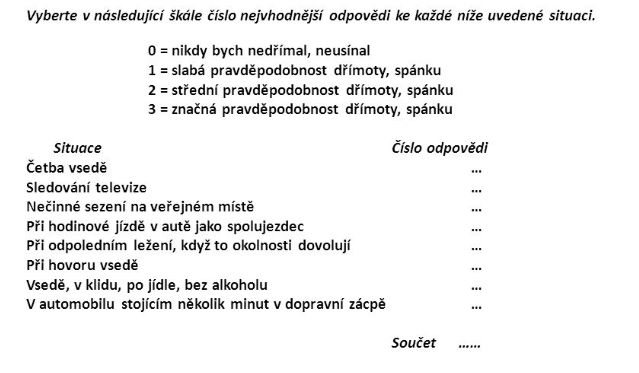 Vyberte v následující škále číslo nejvhodnější odpovědi ke každé níže uvedené situaci.
0 = nikdy bych nedřímal, neusínal
1 = slabá pravděpodobnost dřímoty, spánku
2 = střední pravděpodobnost dřímoty, spánku
3 = značná pravděpodobnost dřímoty, spánku
Situace Číslo odpovědi
Četba vsedě ...
Sledování televize ...
Nečinné sezení na veřejném místě ...
Při hodinové jízdě v autě jako spolujezdec ...
Při odpoledním ležení, když to okolnosti dovolují ...
Při hovoru vsedě ...
Vsedě, v klidu, po jídle, bez alkoholu ...
V automobilu stojícím několik minut v dopravní zácpě ...
Součet ......